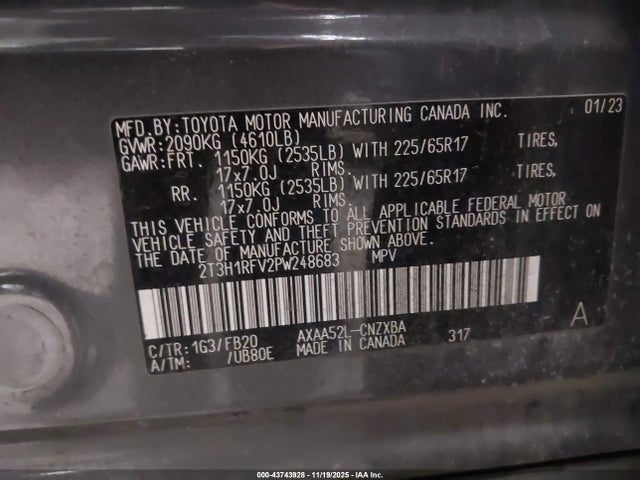 MFD. BY: TOYOTA MOTOR MANUFACTURING CANADA INC. 01/23
GVWR: 2090KG (4610LB)
GAWR: FRT. 1150KG (2535LB) WITH 225/65R17 TIRES,
17x7.0J RIMS.
RR. 1150KG (2535LB) WITH 225/65R17 TIRES,
17x7.0J RIMS.
THIS VEHICLE CONFORMS TO ALL APPLICABLE FEDERAL MOTOR
VEHICLE SAFETY AND THEFT PREVENTION STANDARDS IN EFFECT ON
THE DATE OF MANUFACTURE SHOWN ABOVE.
2T3H1RFV2PW248683 MPV
C/TR: 1G3/FB20 AXAA52L-CNZXBA 317 A
A/TM: /UB80E MADE IN CANADA
000-43743928 - 11/19/2025 - IAA Inc.